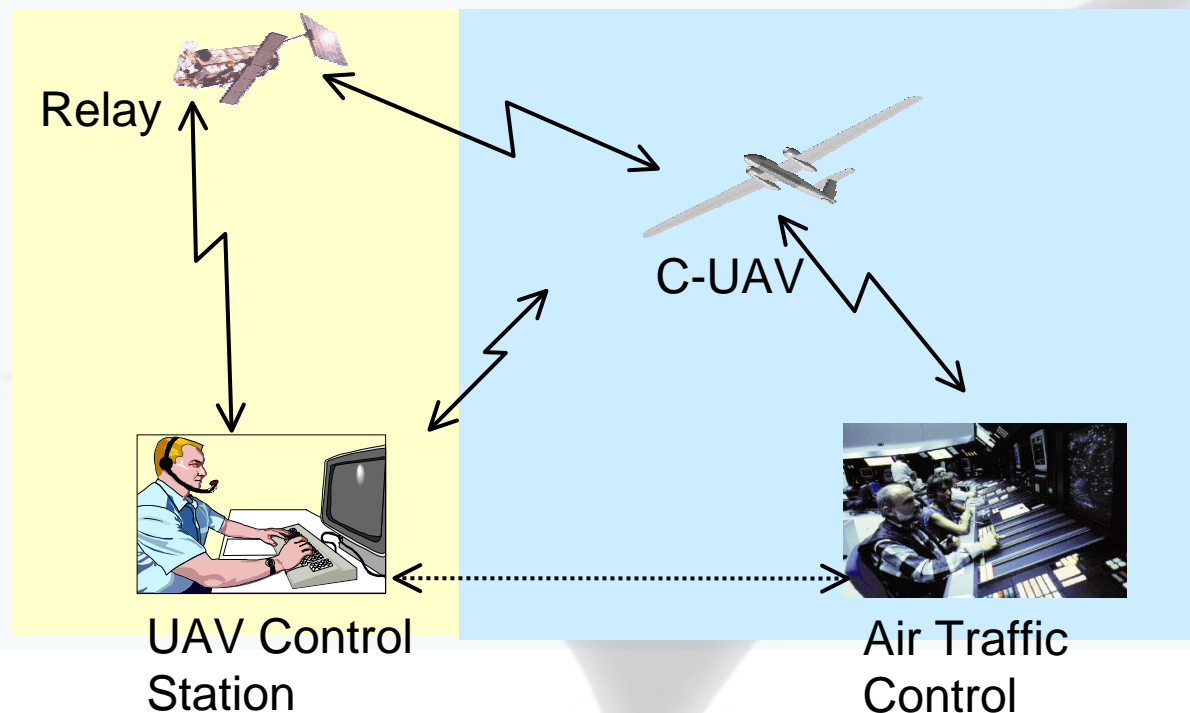 Relay
C-UAV
UAV Control
Station
Air Traffic
Control